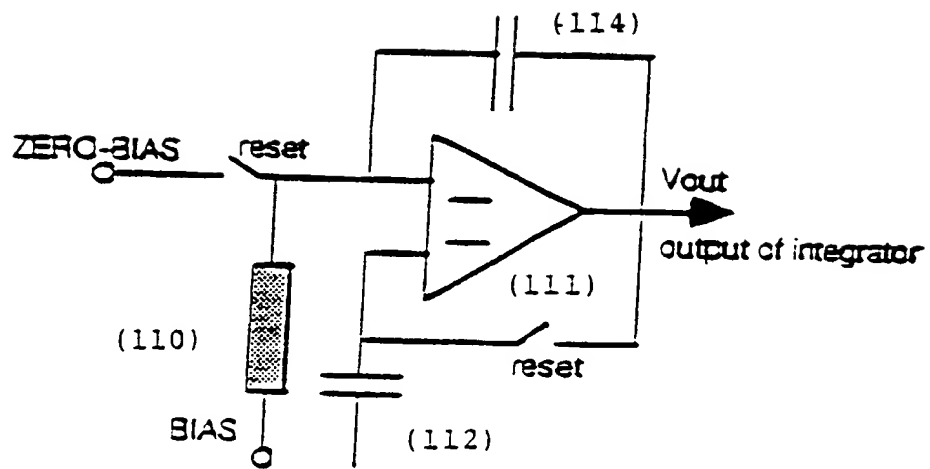 (114)
ZERO-BIAS
reset
Vout
output of integrator
(111)
(110)
reset
BIAS
(112)